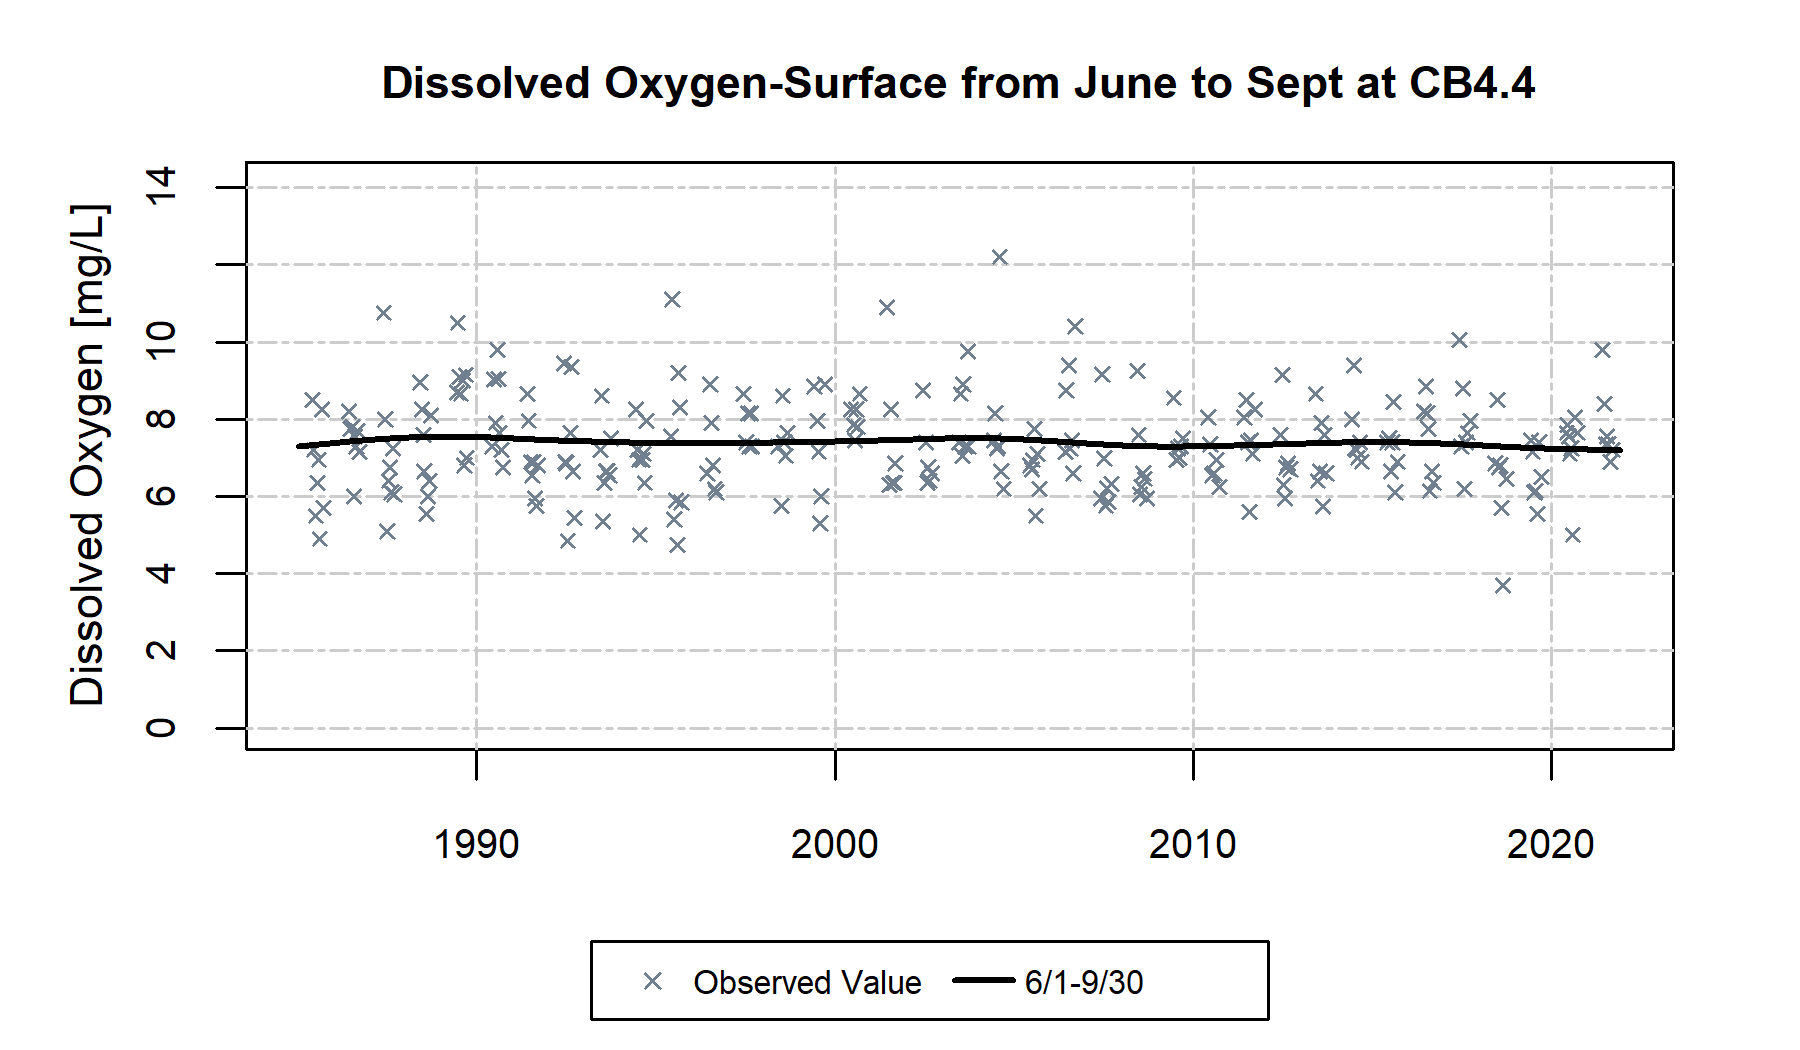 Dissolved Oxygen-Surface from June to Sept at CB4.4
Dissolved Oxygen [mg/L]
14
10
8
6
4
2
0
1990 2000 2010 2020
Observed Value 6/1-9/30